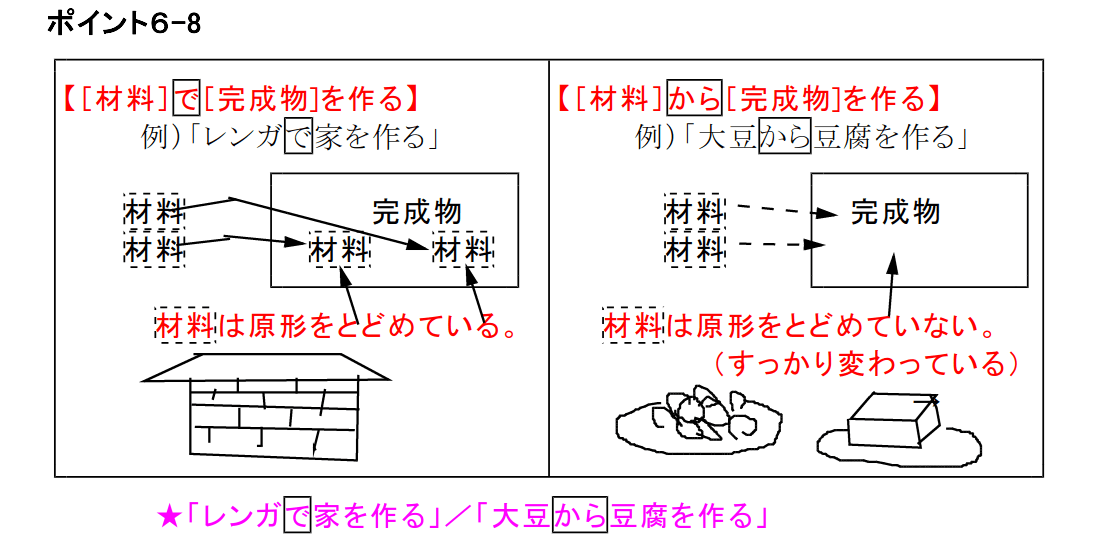 ポイント６-８
【［材料］で［完成物］を作る】
例）「レンガで家を作る」
材料
材料
完成物
材料
材料
材料は原形をとどめている。
【［材料］から［完成物］を作る】
例）「大豆から豆腐を作る」
材料
材料
完成物
材料は原形をとどめていない。
（すっかり変わっている）
★「レンガで家を作る」／「大豆から豆腐を作る」